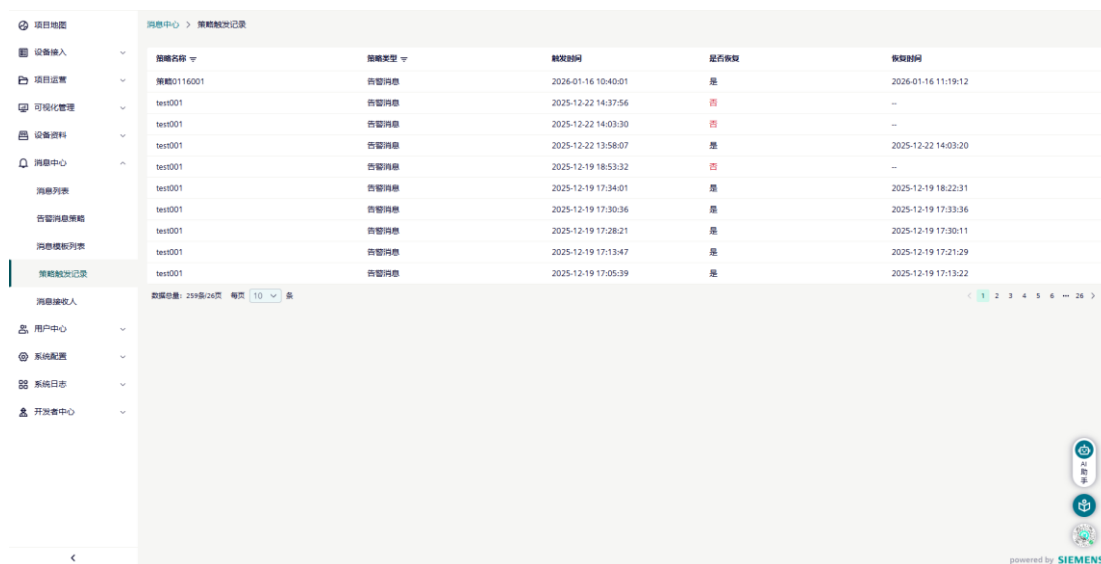 项目地图
设备接入
项目运营
可视化管理
设备资料
消息中心
消息列表
告警消息策略
消息模板列表
策略触发记录
消息接收人
用户中心
系统配置
系统日志
开发者中心
消息中心 > 策略触发记录
策略名称 策略类型 触发时间 是否恢复 恢复时间
策略0116001 告警消息 2026-01-16 10:40:01 是 2026-01-16 11:19:12
test001 告警消息 2025-12-22 14:37:56 否 --
test001 告警消息 2025-12-22 14:03:30 否 --
test001 告警消息 2025-12-22 13:58:07 是 2025-12-22 14:03:20
test001 告警消息 2025-12-19 18:53:32 否 --
test001 告警消息 2025-12-19 17:34:01 是 2025-12-19 18:22:31
test001 告警消息 2025-12-19 17:30:36 是 2025-12-19 17:33:36
test001 告警消息 2025-12-19 17:28:21 是 2025-12-19 17:30:11
test001 告警消息 2025-12-19 17:13:47 是 2025-12-19 17:21:29
test001 告警消息 2025-12-19 17:05:39 是 2025-12-19 17:13:22
数据总量: 259条/26页 每页 10 条 < 1 2 3 4 5 6 ··· 26 >
AI助手
powered by SIEMENS